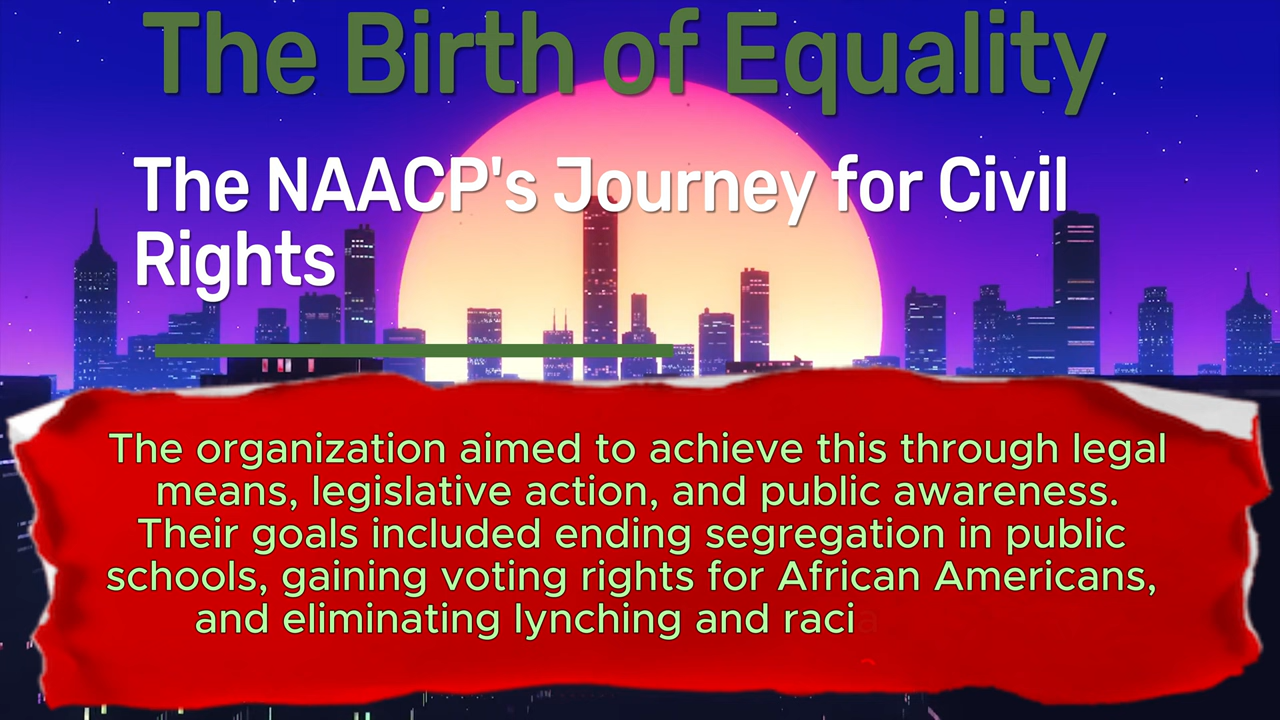 The Birth of Equality
The NAACP's Journey for Civil
Rights
The organization aimed to achieve this through legal
means, legislative action, and public awareness.
Their goals included ending segregation in public
schools, gaining voting rights for African Americans,
and eliminating lynching and racia